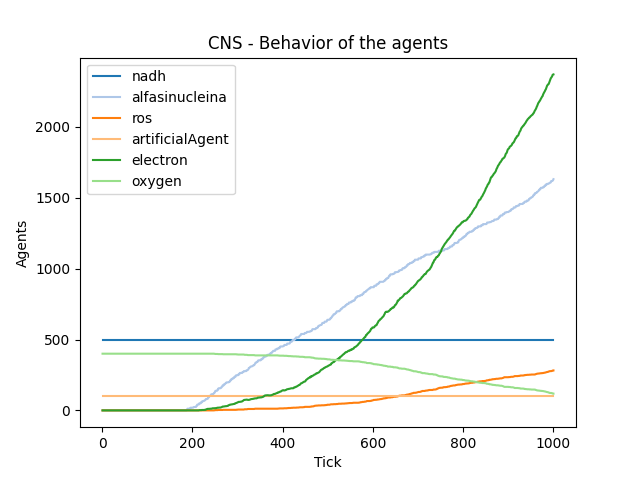 CNS - Behavior of the agents
nadh
alfasinucleina
ros
artificialAgent
electron
oxygen
2000
1500
1000
500
0
Agents
0 200 400 600 800 1000
Tick